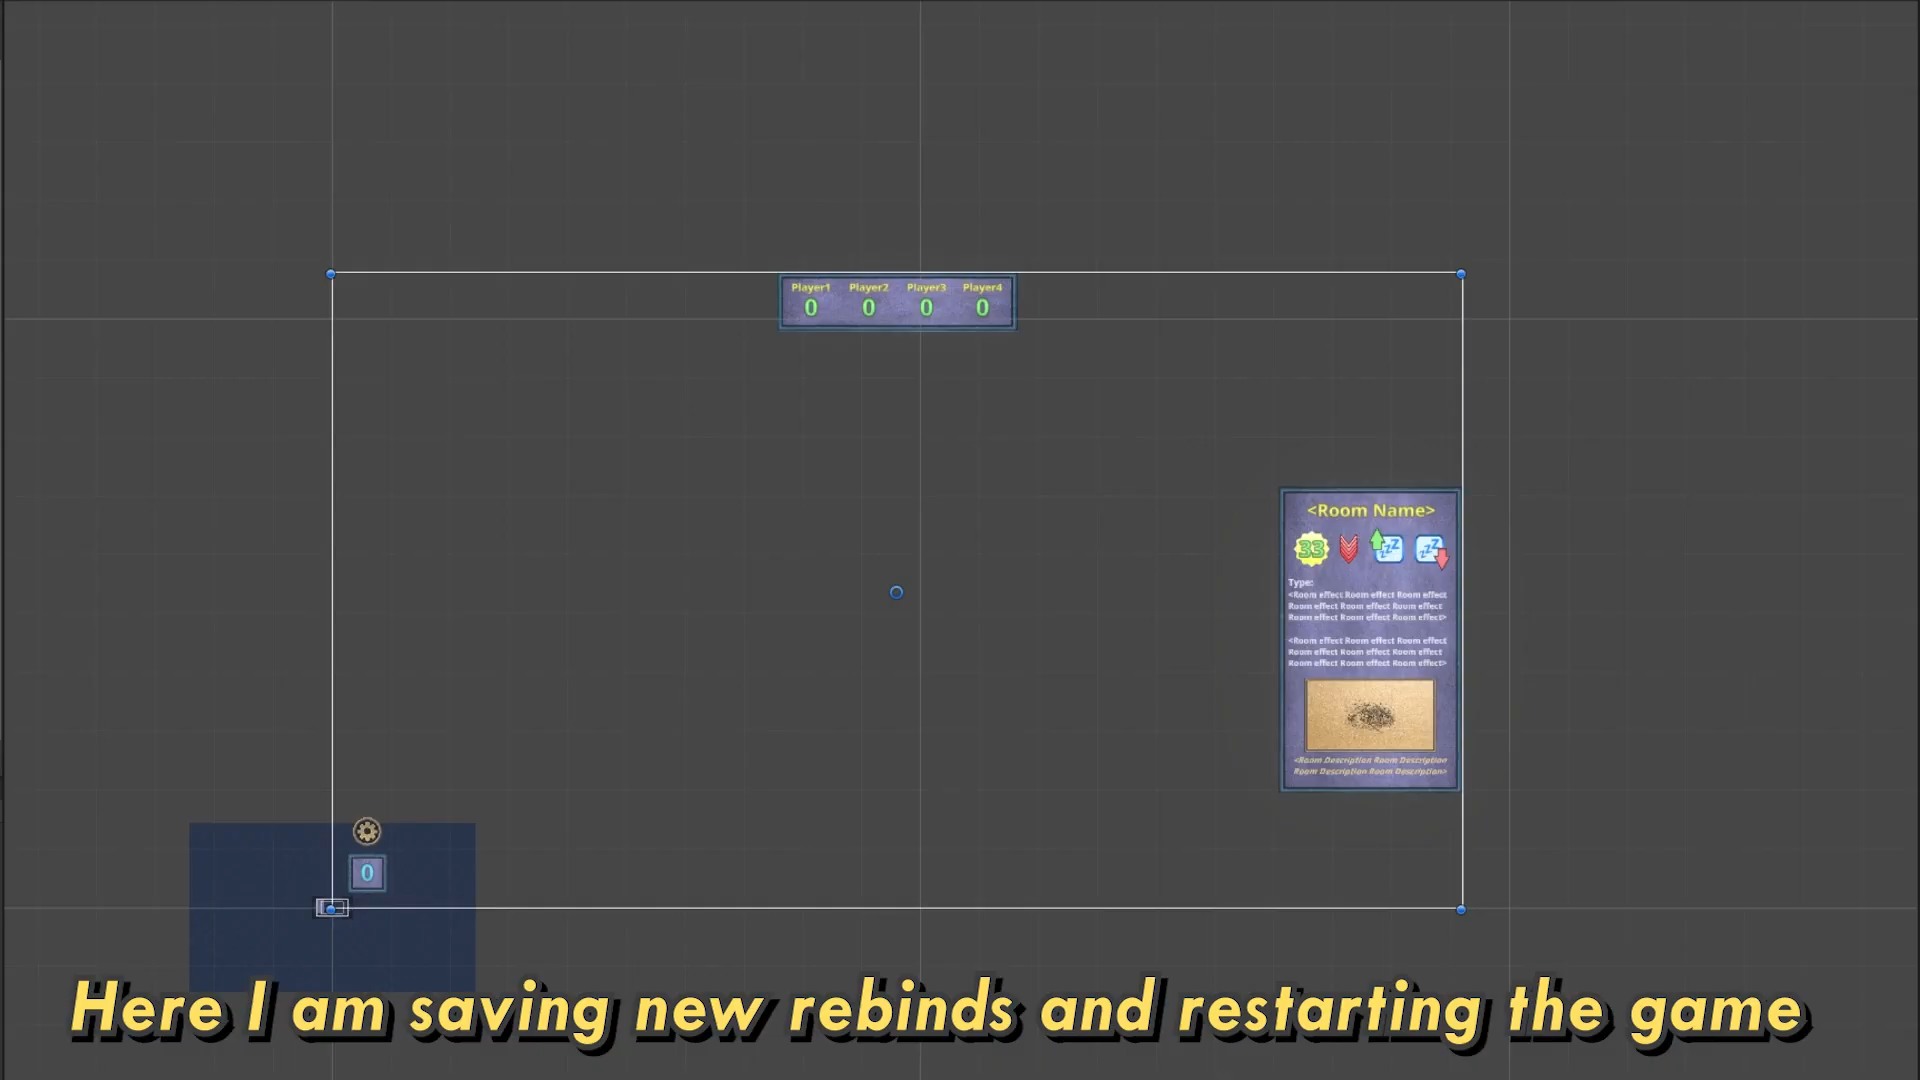 Player1 Player2 Player3 Player4
0 0 0 0
<Room Name>
33 zzZ zzZ
Type:
<Room effect Room effect Room effect
Room effect Room effect Room effect
Room effect Room effect Room effect>
<Room effect Room effect Room effect
Room effect Room effect Room effect
Room effect Room effect Room effect>
<Room Description Room Description
Room Description Room Description>
0
Here I am saving new rebinds and restarting the game